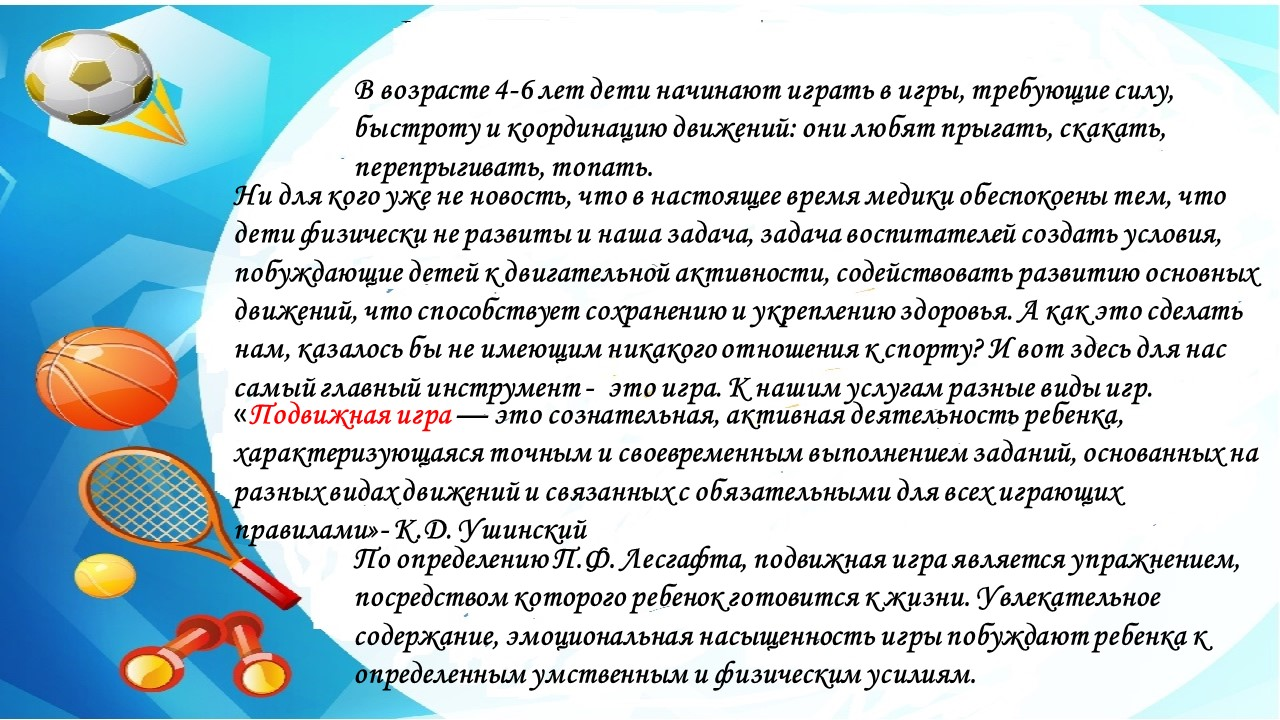 В возрасте 4-6 лет дети начинают играть в игры, требующие силу,
быстроту и координацию движений: они любят прыгать, скакать,
перепрыгивать, топать.
Ни для кого уже не новость, что в настоящее время медики обеспокоены тем, что
дети физически не развиты и наша задача, задача воспитателей создать условия,
побуждающие детей к двигательной активности, содействовать развитию основных
движений, что способствует сохранению и укреплению здоровья. А как это сделать
нам, казалось бы не имеющим никакого отношения к спорту? И вот здесь для нас
самый главный инструмент - это игра. К нашим услугам разные виды игр.
«Подвижная игра — это сознательная, активная деятельность ребенка,
характеризующаяся точным и своевременным выполнением заданий, основанных на
разных видах движений и связанных с обязательными для всех играющих
правилами»- К.Д. Ушинский
По определению П.Ф. Лесгафта, подвижная игра является упражнением,
посредством которого ребенок готовится к жизни. Увлекательное
содержание, эмоциональная насыщенность игры побуждают ребенка к
определенным умственным и физическим усилиям.